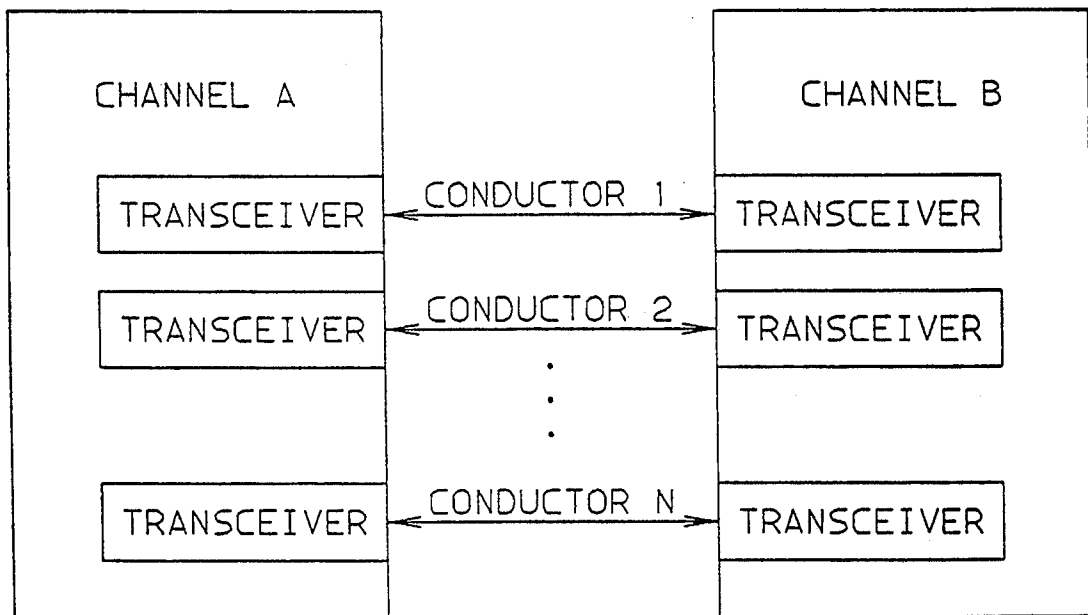 CHANNEL A
CHANNEL B
CONDUCTOR 1
TRANSCEIVER
TRANSCEIVER
CONDUCTOR 2
TRANSCEIVER
TRANSCEIVER
CONDUCTOR N
TRANSCEIVER
TRANSCEIVER